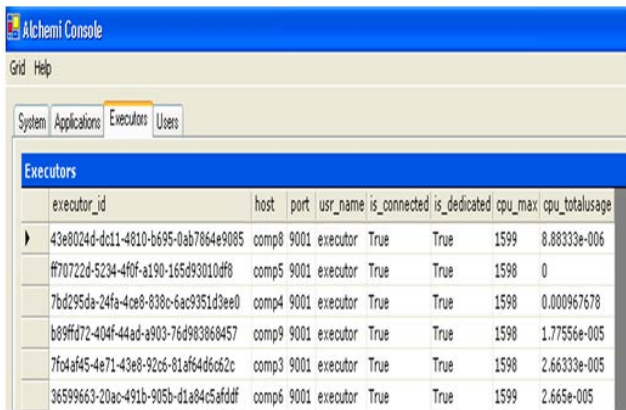 Alchemi Console
Grid Help
System Applications Executors Users
Executors
executor_id host port usr_name is_connected is_dedicated cpu_max cpu_totalusage
43e8024d-dc11-4810-b695-0ab7864e9085 comp8 9001 executor True True 1599 8.88333e-006
ff70722d-5234-4f0f-a190-165d93010df8 comp5 9001 executor True True 1598 0
7bd295da-24fa-4ce8-838c-6ac9351d3ee0 comp4 9001 executor True True 1598 0.000967678
b89ffd72-404f-44ad-a903-76d983868457 comp9 9001 executor True True 1598 1.77556e-005
7fc4af45-4e71-43e8-92c6-81af64d6c62c comp3 9001 executor True True 1598 2.66333e-005
36599663-20ac-491b-905b-d1a84c5afddf comp6 9001 executor True True 1599 2.665e-005